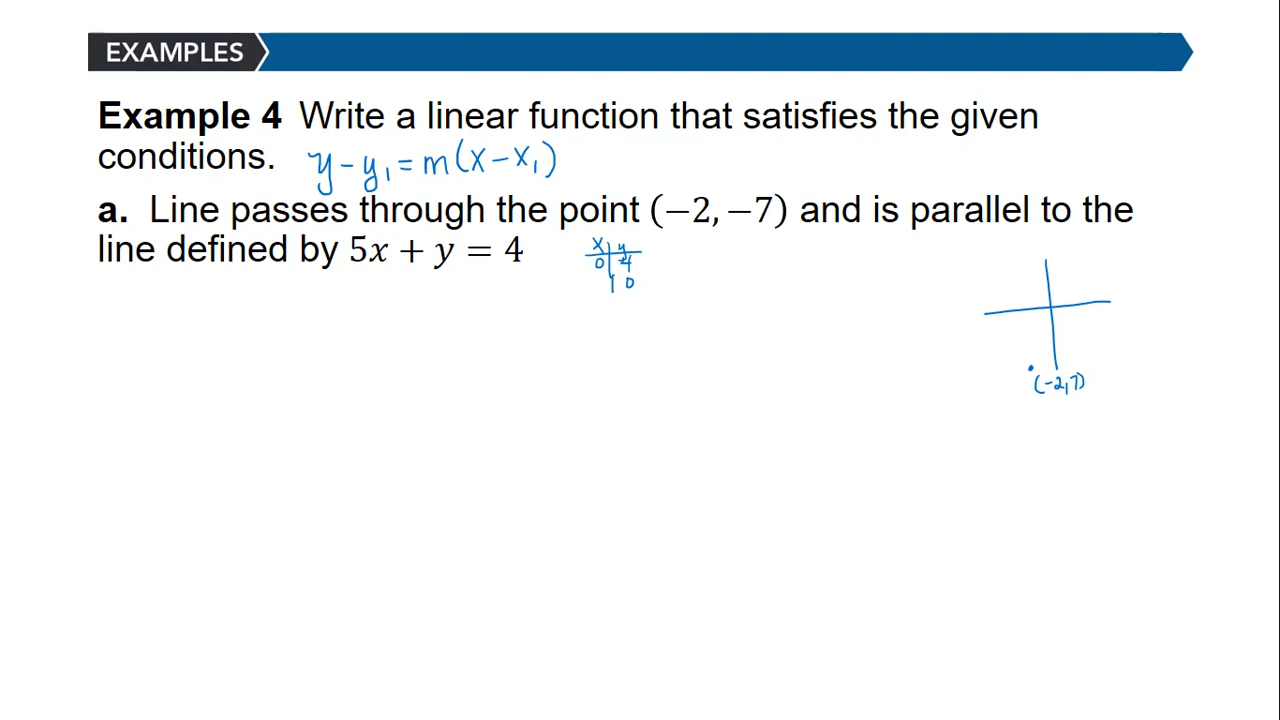 EXAMPLES
Example 4 Write a linear function that satisfies the given
conditions. y-y₁=m(x-x₁)
a. Line passes through the point (−2, −7) and is parallel to the
line defined by 5x + y = 4
x y
0 4
0
(-2,7)